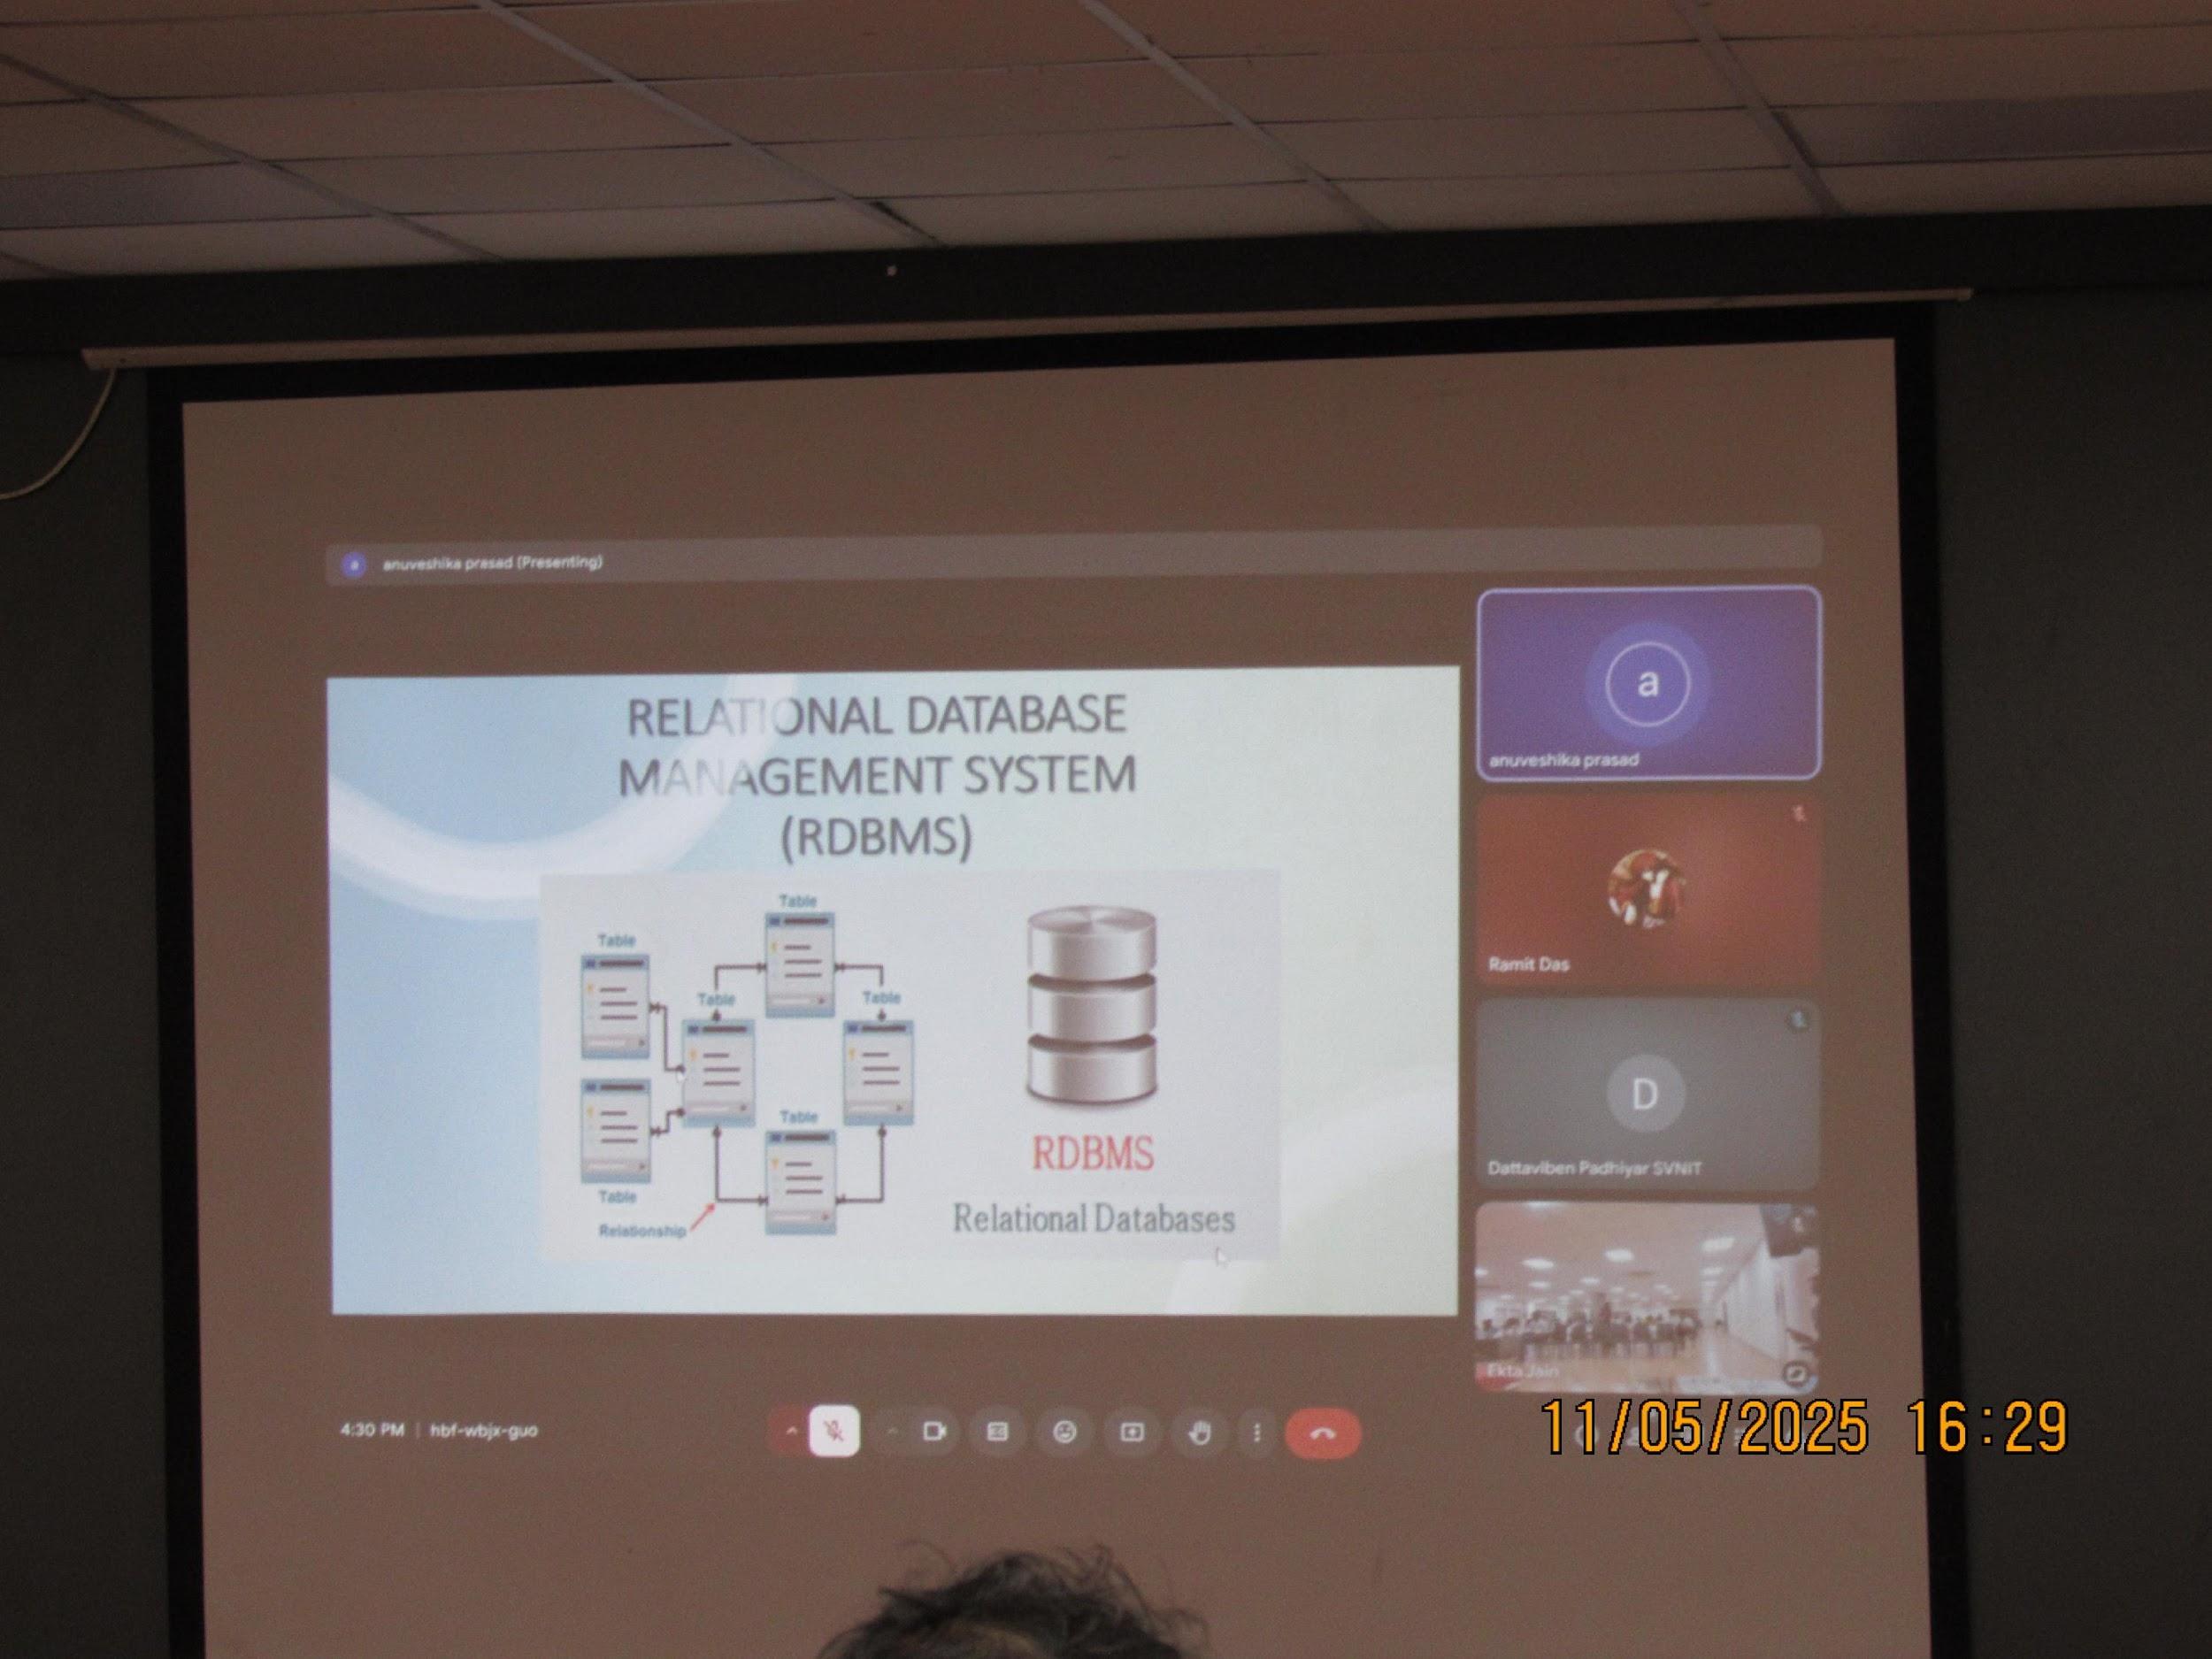 a anuveshika prasad (Presenting)
RELATIONAL DATABASE
MANAGEMENT SYSTEM
(RDBMS)
Table
Table
Table
Table
Table
Table
Relationship
RDBMS
Relational Databases
a
anuveshika prasad
Ramit Das
D
Dattaviben Padhiyar SVNIT
Ekta Jain
4:30 PM | hbf-wbjx-guo
11/05/2025 16:29